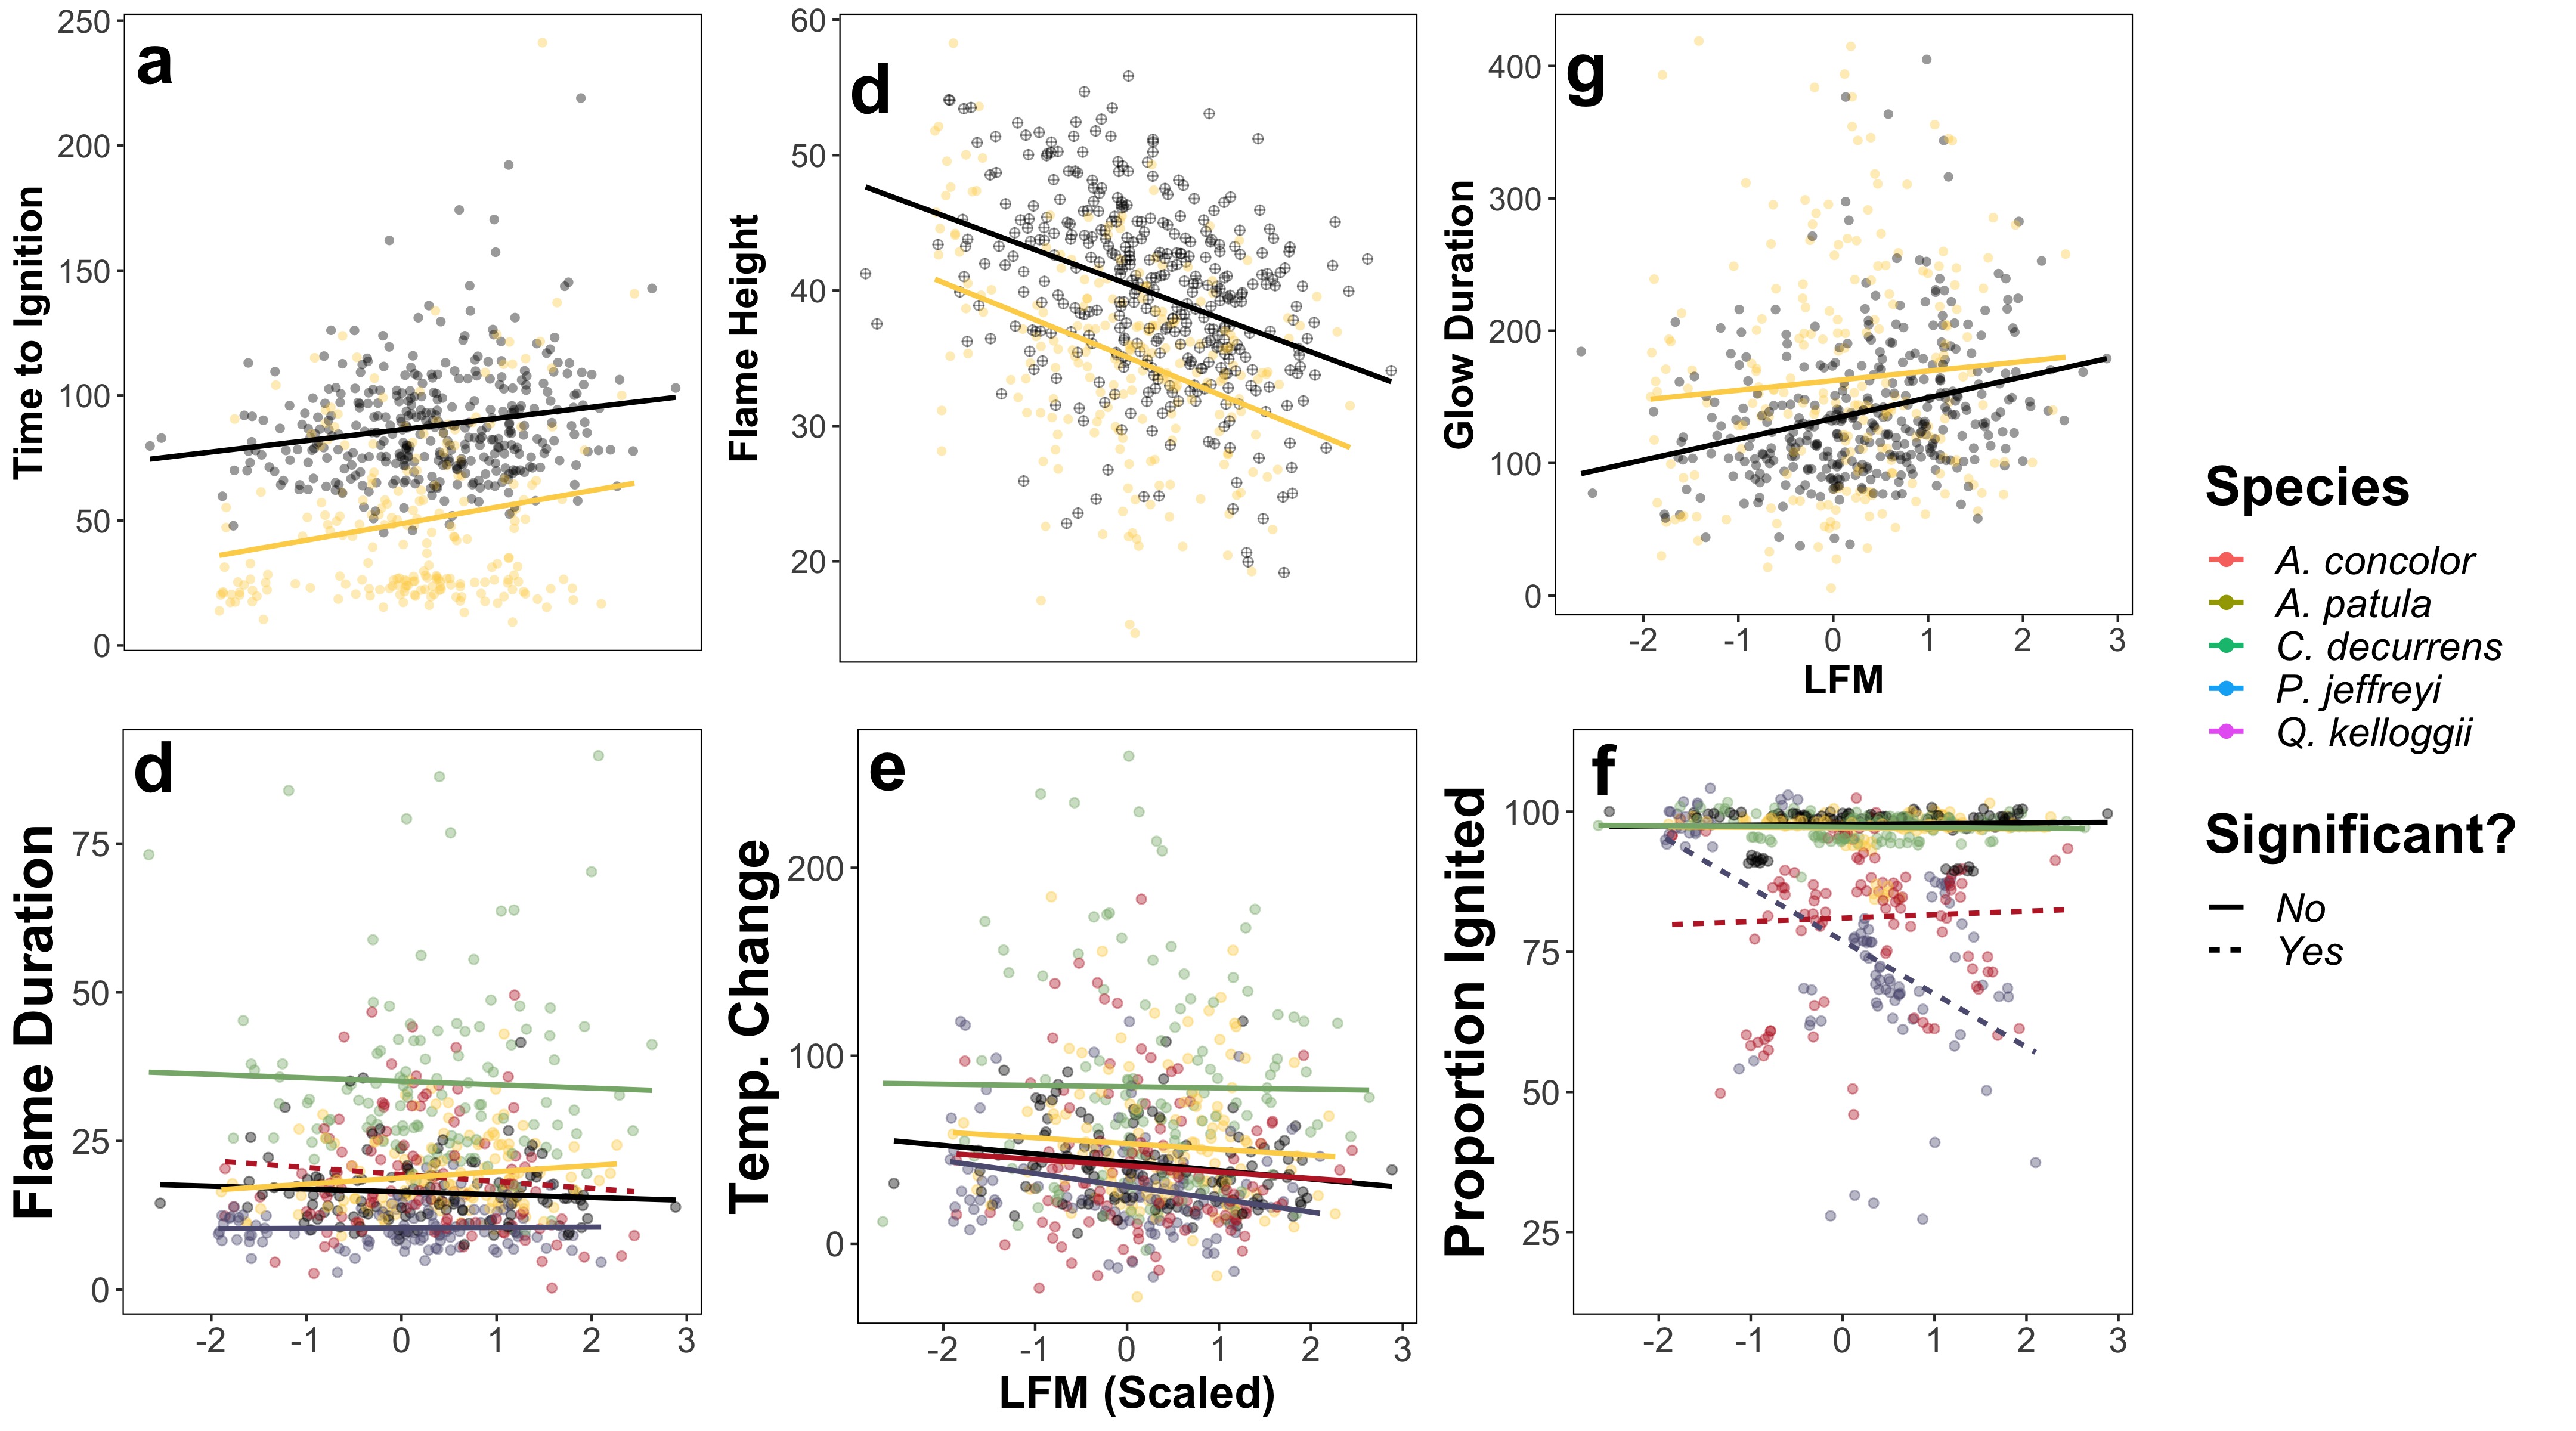 a
Time to Ignition
250
200
150
100
50
0
d
Flame Height
60
50
40
30
20
g
Glow Duration
400
300
200
100
0
-2 -1 0 1 2 3
LFM
Species
A. concolor
A. patula
C. decurrens
P. jeffreyi
Q. kelloggii
Significant?
No
Yes
d
Flame Duration
75
50
25
0
-2 -1 0 1 2 3
e
Temp. Change
200
100
0
-2 -1 0 1 2 3
LFM (Scaled)
f
Proportion Ignited
100
75
50
25
-2 -1 0 1 2 3